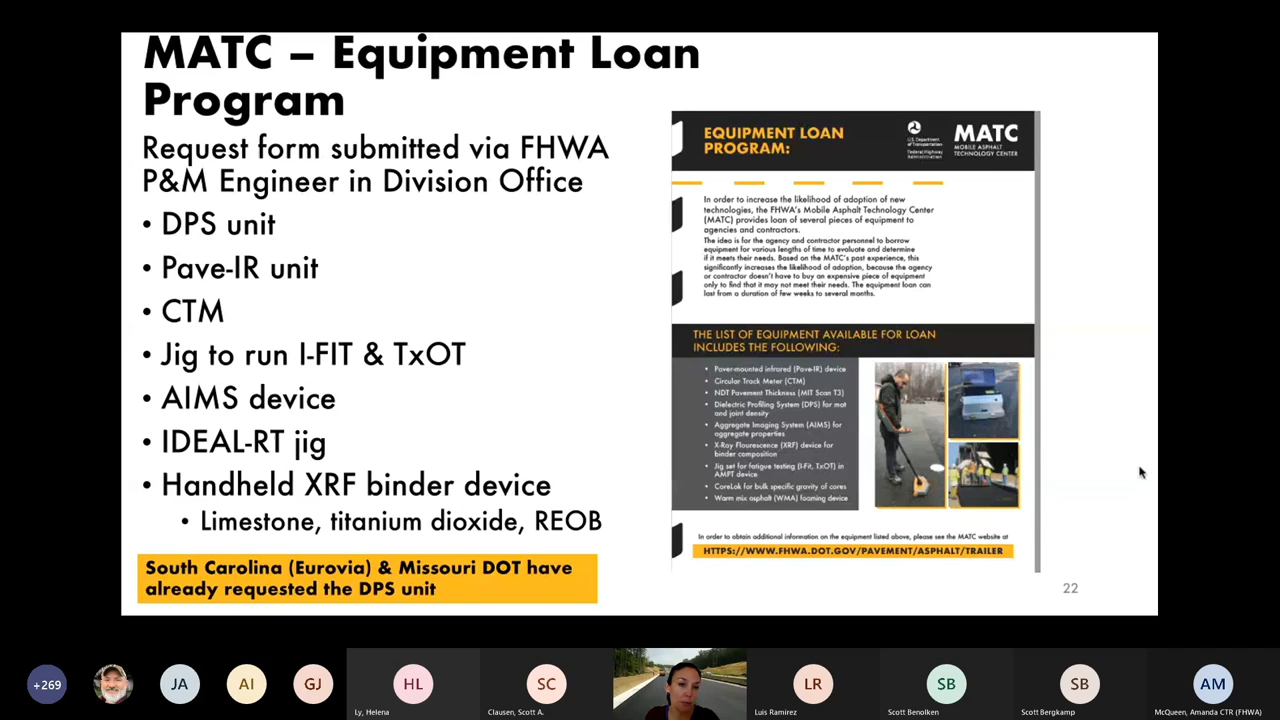 MATC – Equipment Loan
Program
Request form submitted via FHWA
P&M Engineer in Division Office
• DPS unit
• Pave-IR unit
• CTM
• Jig to run I-FIT & TxOT
• AIMS device
• IDEAL-RT jig
• Handheld XRF binder device
• Limestone, titanium dioxide, REOB
South Carolina (Eurovia) & Missouri DOT have
already requested the DPS unit
EQUIPMENT LOAN
PROGRAM:
U.S. Department
of Transportation
Federal Highway
Administration
MATC
MOBILE ASPHALT
TECHNOLOGY CENTER
In order to increase the likelihood of adoption of new
technologies, the FHWA's Mobile Asphalt Technology Center
(MATC) provides loan of several pieces of equipment to
agencies and contractors.
The idea is for the agency and contractor personnel to borrow
equipment for various lengths of time to evaluate and determine
if it meets their needs. Based on the MATC's past experience, this
significantly increases the likelihood of adoption, because the agency
or contractor doesn't have to buy an expensive piece of equipment
only to find that it may not meet their needs. The equipment loan can
last from a duration of few weeks to several months.
THE LIST OF EQUIPMENT AVAILABLE FOR LOAN
INCLUDES THE FOLLOWING:
• Paver-mounted infrared (Pave-IR) device
• Circular Track Meter (CTM)
• NDT Pavement Thickness (MIT Scan T3)
• Dielectric Profiling System (DPS) for mat
and joint density
• Aggregate Imaging System (AIMS) for
aggregate properties
• X-Ray Flourescence (XRF) device for
binder composition
• Jig set for fatigue testing (I-Fit, TxOT) in
AMPT device
• CoreLok for bulk specific gravity of cores
• Warm mix asphalt (WMA) foaming device
In order to obtain additional information on the equipment listed above, please see the MATC website at
HTTPS://WWW.FHWA.DOT.GOV/PAVEMENT/ASPHALT/TRAILER
22
+269
JA
AI
GJ
HL
Ly, Helena
SC
Clausen, Scott A.
LR
Luis Ramirez
SB
Scott Benolken
SB
Scott Bergkamp
AM
McQueen, Amanda CTR (FHWA)